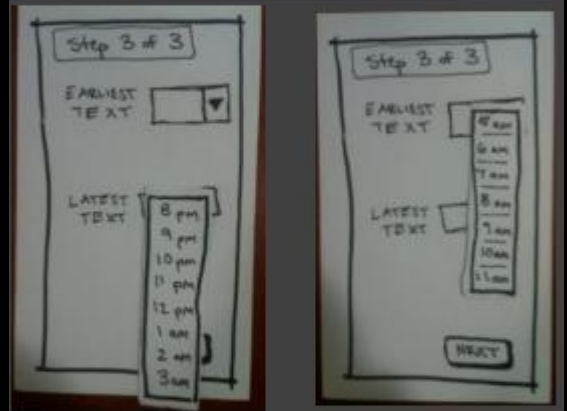 Step 3 of 3
EARLIEST
TEXT
LATEST
TEXT
8 pm
9 pm
10 pm
11 pm
12 pm
1 am
2 am
3 am
Step 3 of 3
EARLIEST
TEXT
5 am
6 am
7 am
8 am
9 am
10 am
11 am
LATEST
TEXT
NEXT